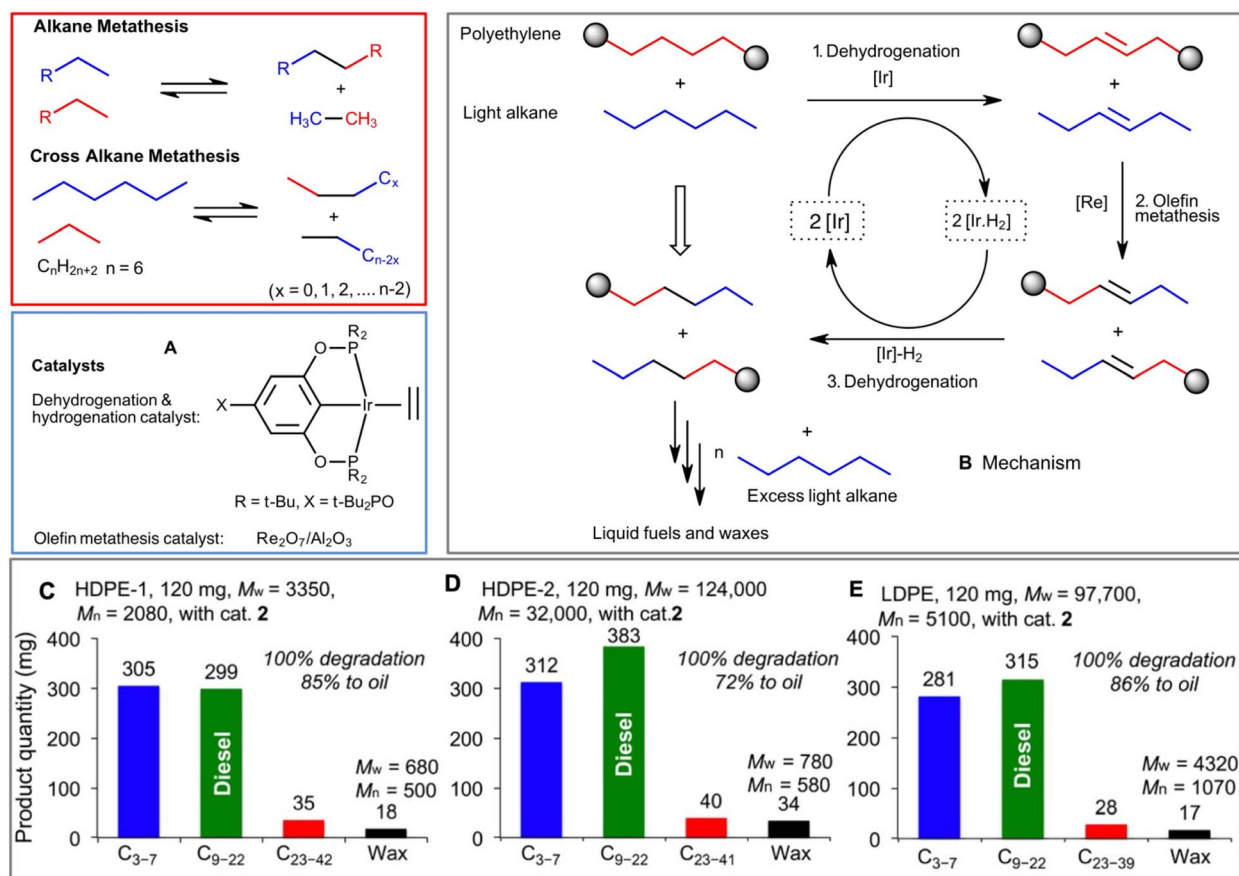 Alkane Metathesis
R
R
R
R
+
H₃C — CH₃
Cross Alkane Metathesis
Cₓ
+
Cₙ₋₂ₓ
CₙH₂ₙ₊₂ n = 6
(x = 0, 1, 2, .... n-2)
A
Catalysts
Dehydrogenation &
hydrogenation catalyst:
R₂
O—P
X
Ir
O—P
R₂
R = t-Bu, X = t-Bu₂PO
Olefin metathesis catalyst: Re₂O₇/Al₂O₃
Polyethylene
+
Light alkane
1. Dehydrogenation
[Ir]
+
2 [Ir]
2 [Ir.H₂]
[Re]
2. Olefin
metathesis
+
+
[Ir]-H₂
3. Dehydrogenation
n
+
Excess light alkane
B Mechanism
Liquid fuels and waxes
C HDPE-1, 120 mg, Mw = 3350,
Mn = 2080, with cat. 2
Product quantity (mg)
400
300
200
100
0
305
299
35
18
100% degradation
85% to oil
Mw = 680
Mn = 500
Diesel
C₃₋₇
C₉₋₂₂
C₂₃₋₄₂
Wax
D HDPE-2, 120 mg, Mw = 124,000
Mn = 32,000, with cat.2
400
300
200
100
0
312
383
40
34
100% degradation
72% to oil
Mw = 780
Mn = 580
Diesel
C₃₋₇
C₉₋₂₂
C₂₃₋₄₁
Wax
E LDPE, 120 mg, Mw = 97,700,
Mn = 5100, with cat. 2
400
300
200
100
0
281
315
28
17
100% degradation
86% to oil
Mw = 4320
Mn = 1070
Diesel
C₃₋₇
C₉₋₂₂
C₂₃₋₃₉
Wax